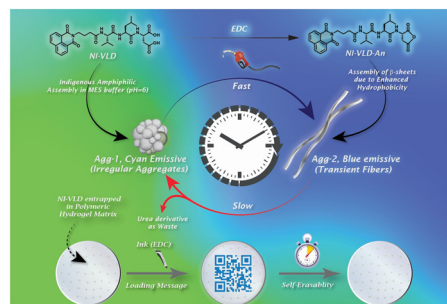 EDC
NI-VLD
NI-VLD-An
Indigenous Amphiphilic
Assembly in MES buffer (pH=6)
Assembly of β-sheets
due to Enhanced
Hydrophobicity
Fast
Agg-1, Cyan Emissive
(Irregular Aggregates)
Agg-2, Blue emissive
(Transient Fibers)
Slow
Urea derivative
as Waste
NI-VLD entrapped
in Polymeric
Hydrogel Matrix
Ink (EDC)
Loading Message
Self-Erasablity